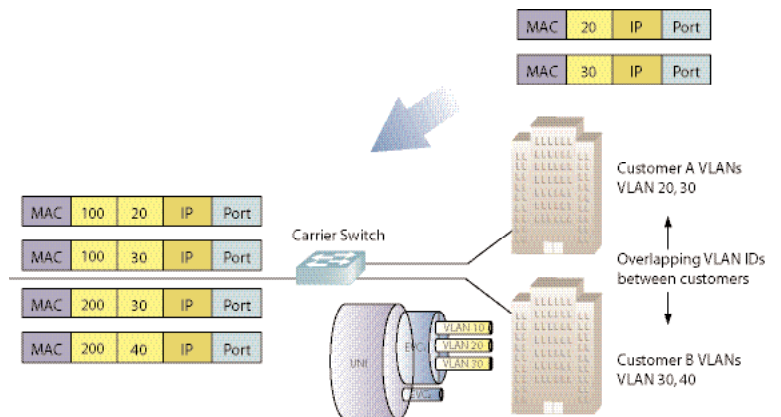 MAC 20 IP Port
MAC 30 IP Port
Customer A VLANs
VLAN 20, 30
MAC 100 20 IP Port
MAC 100 30 IP Port
Carrier Switch
Overlapping VLAN IDs
between customers
MAC 200 30 IP Port
MAC 200 40 IP Port
UNI
VLAN 10
VLAN 20
VLAN 30
Customer B VLANs
VLAN 30, 40